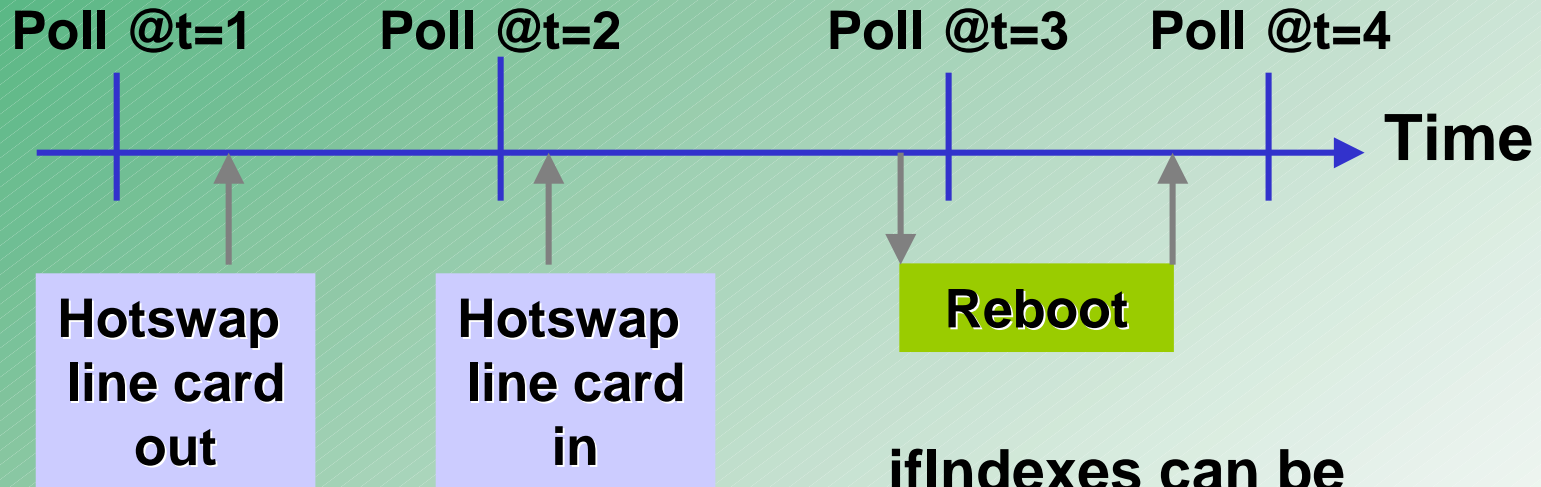 Poll @t=1
Poll @t=2
Poll @t=3
Poll @t=4
Time
Hotswap
line card
out
Hotswap
line card
in
Reboot
ifIndexes can be